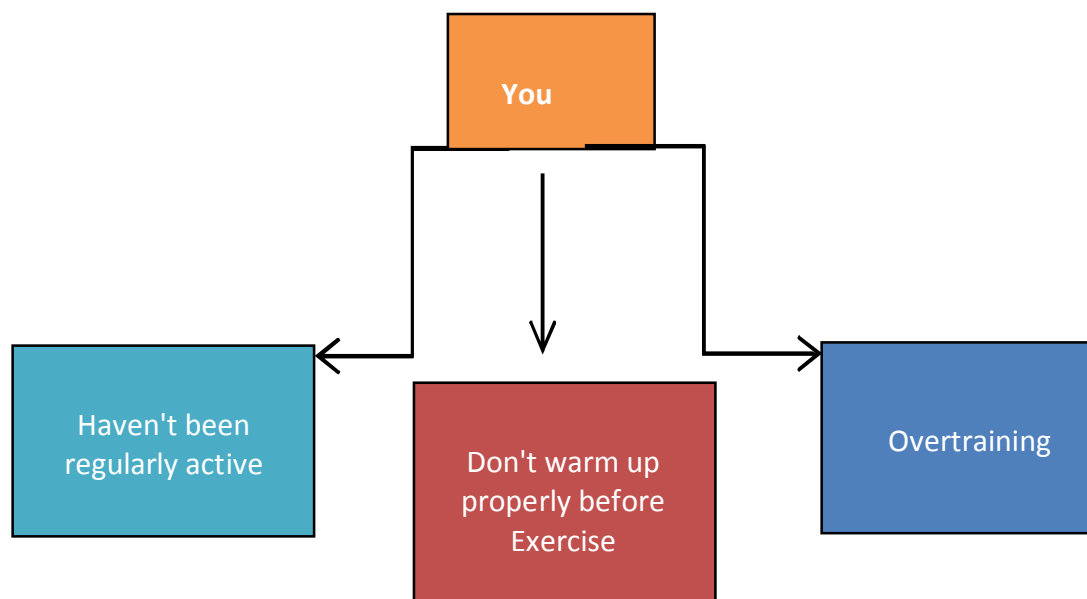 You
Haven't been
regularly active
Don't warm up
properly before
Exercise
Overtraining